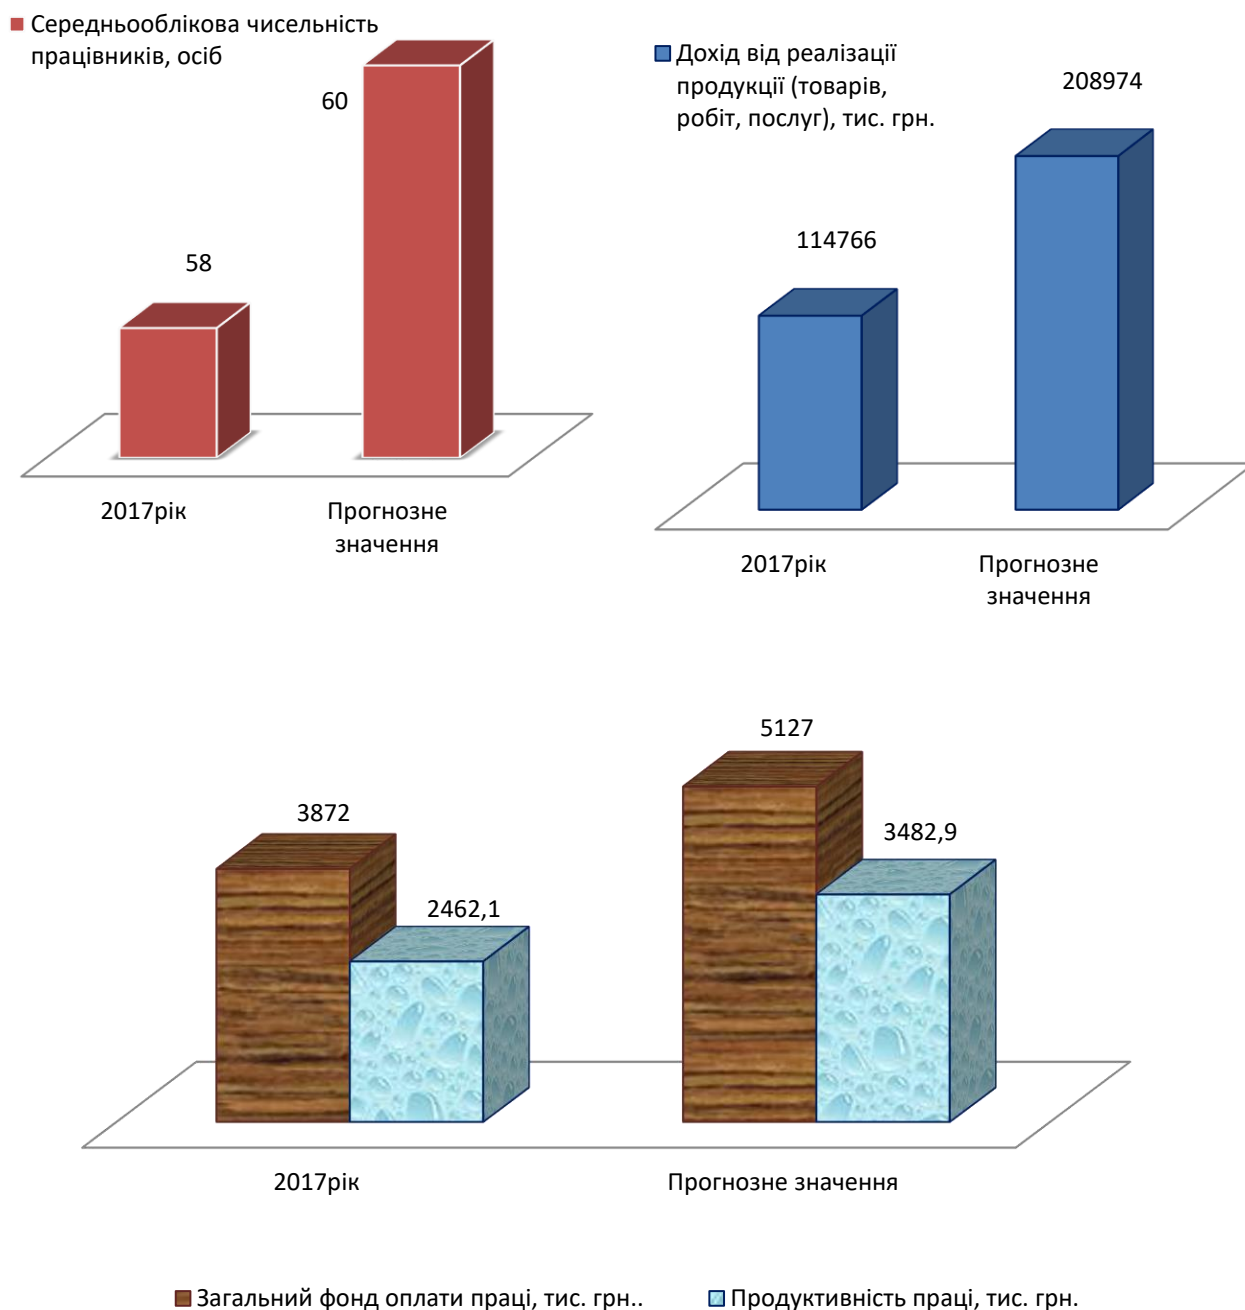 Середньооблікова чисельність
працівників, осіб
60
58
2017рік
Прогнозне
значення
Дохід від реалізації
продукції (товарів,
робіт, послуг), тис. грн.
208974
114766
2017рік
Прогнозне
значення
5127
3872
3482,9
2462,1
2017рік
Прогнозне значення
Загальний фонд оплати праці, тис. грн..
Продуктивність праці, тис. грн.